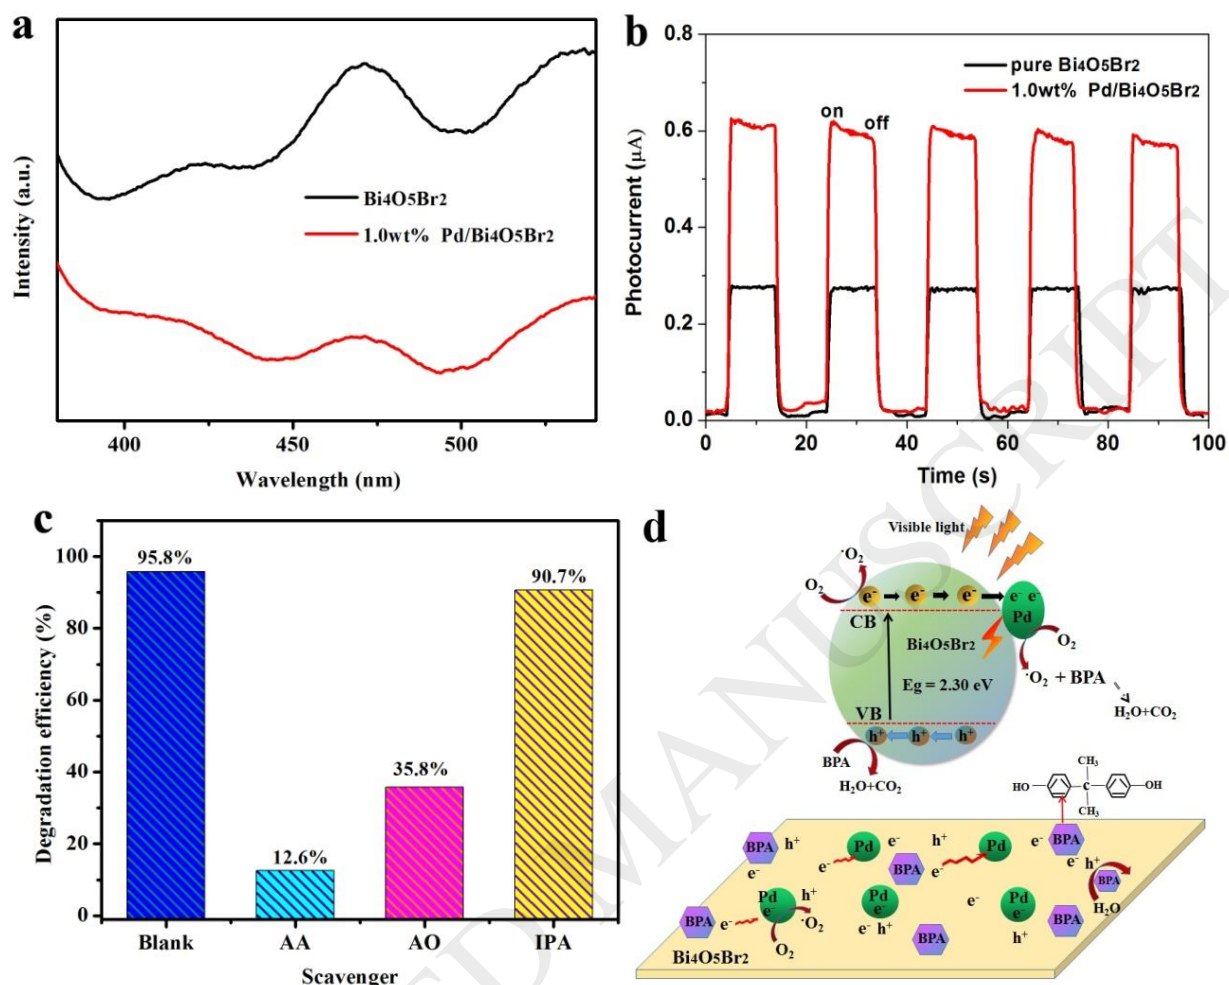 a
Intensity (a.u.)
Bi4O5Br2
1.0wt% Pd/Bi4O5Br2
400 450 500
Wavelength (nm)
b
Photocurrent (μA)
0.8
0.6
0.4
0.2
0.0
pure Bi4O5Br2
1.0wt% Pd/Bi4O5Br2
on
off
0 20 40 60 80 100
Time (s)
c
Degradation efficiency (%)
100
80
60
40
20
0
95.8%
12.6%
35.8%
90.7%
Blank AA AO IPA
Scavenger
d
Visible light
·O2
O2
e- e- e- e- e-
CB
Pd
Bi4O5Br2
O2
·O2 + BPA
Eg = 2.30 eV
H2O+CO2
VB
h+ h+ h+
BPA
H2O+CO2
CH3
HO C OH
CH3
BPA h+ e- Pd h+ Pd e- BPA
e- e- BPA e- e- h+ BPA
Pd h+ Pd e- Pd H2O
BPA e- e- ·O2 e- e- BPA
O2 e- h+ BPA h+
Bi4O5Br2
ED MANUSCRIPT